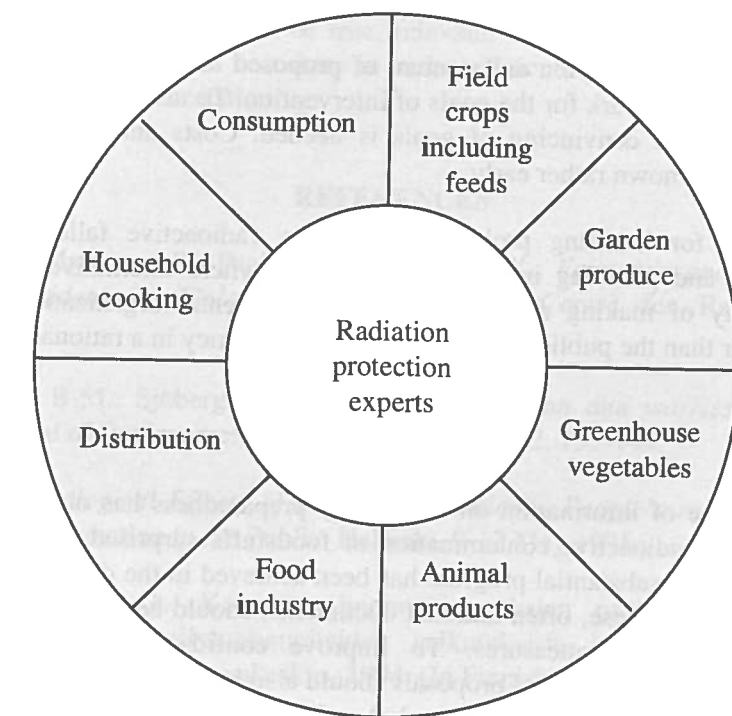 Consumption
Field
crops
including
feeds
Garden
produce
Household
cooking
Radiation
protection
experts
Greenhouse
vegetables
Distribution
Food
industry
Animal
products